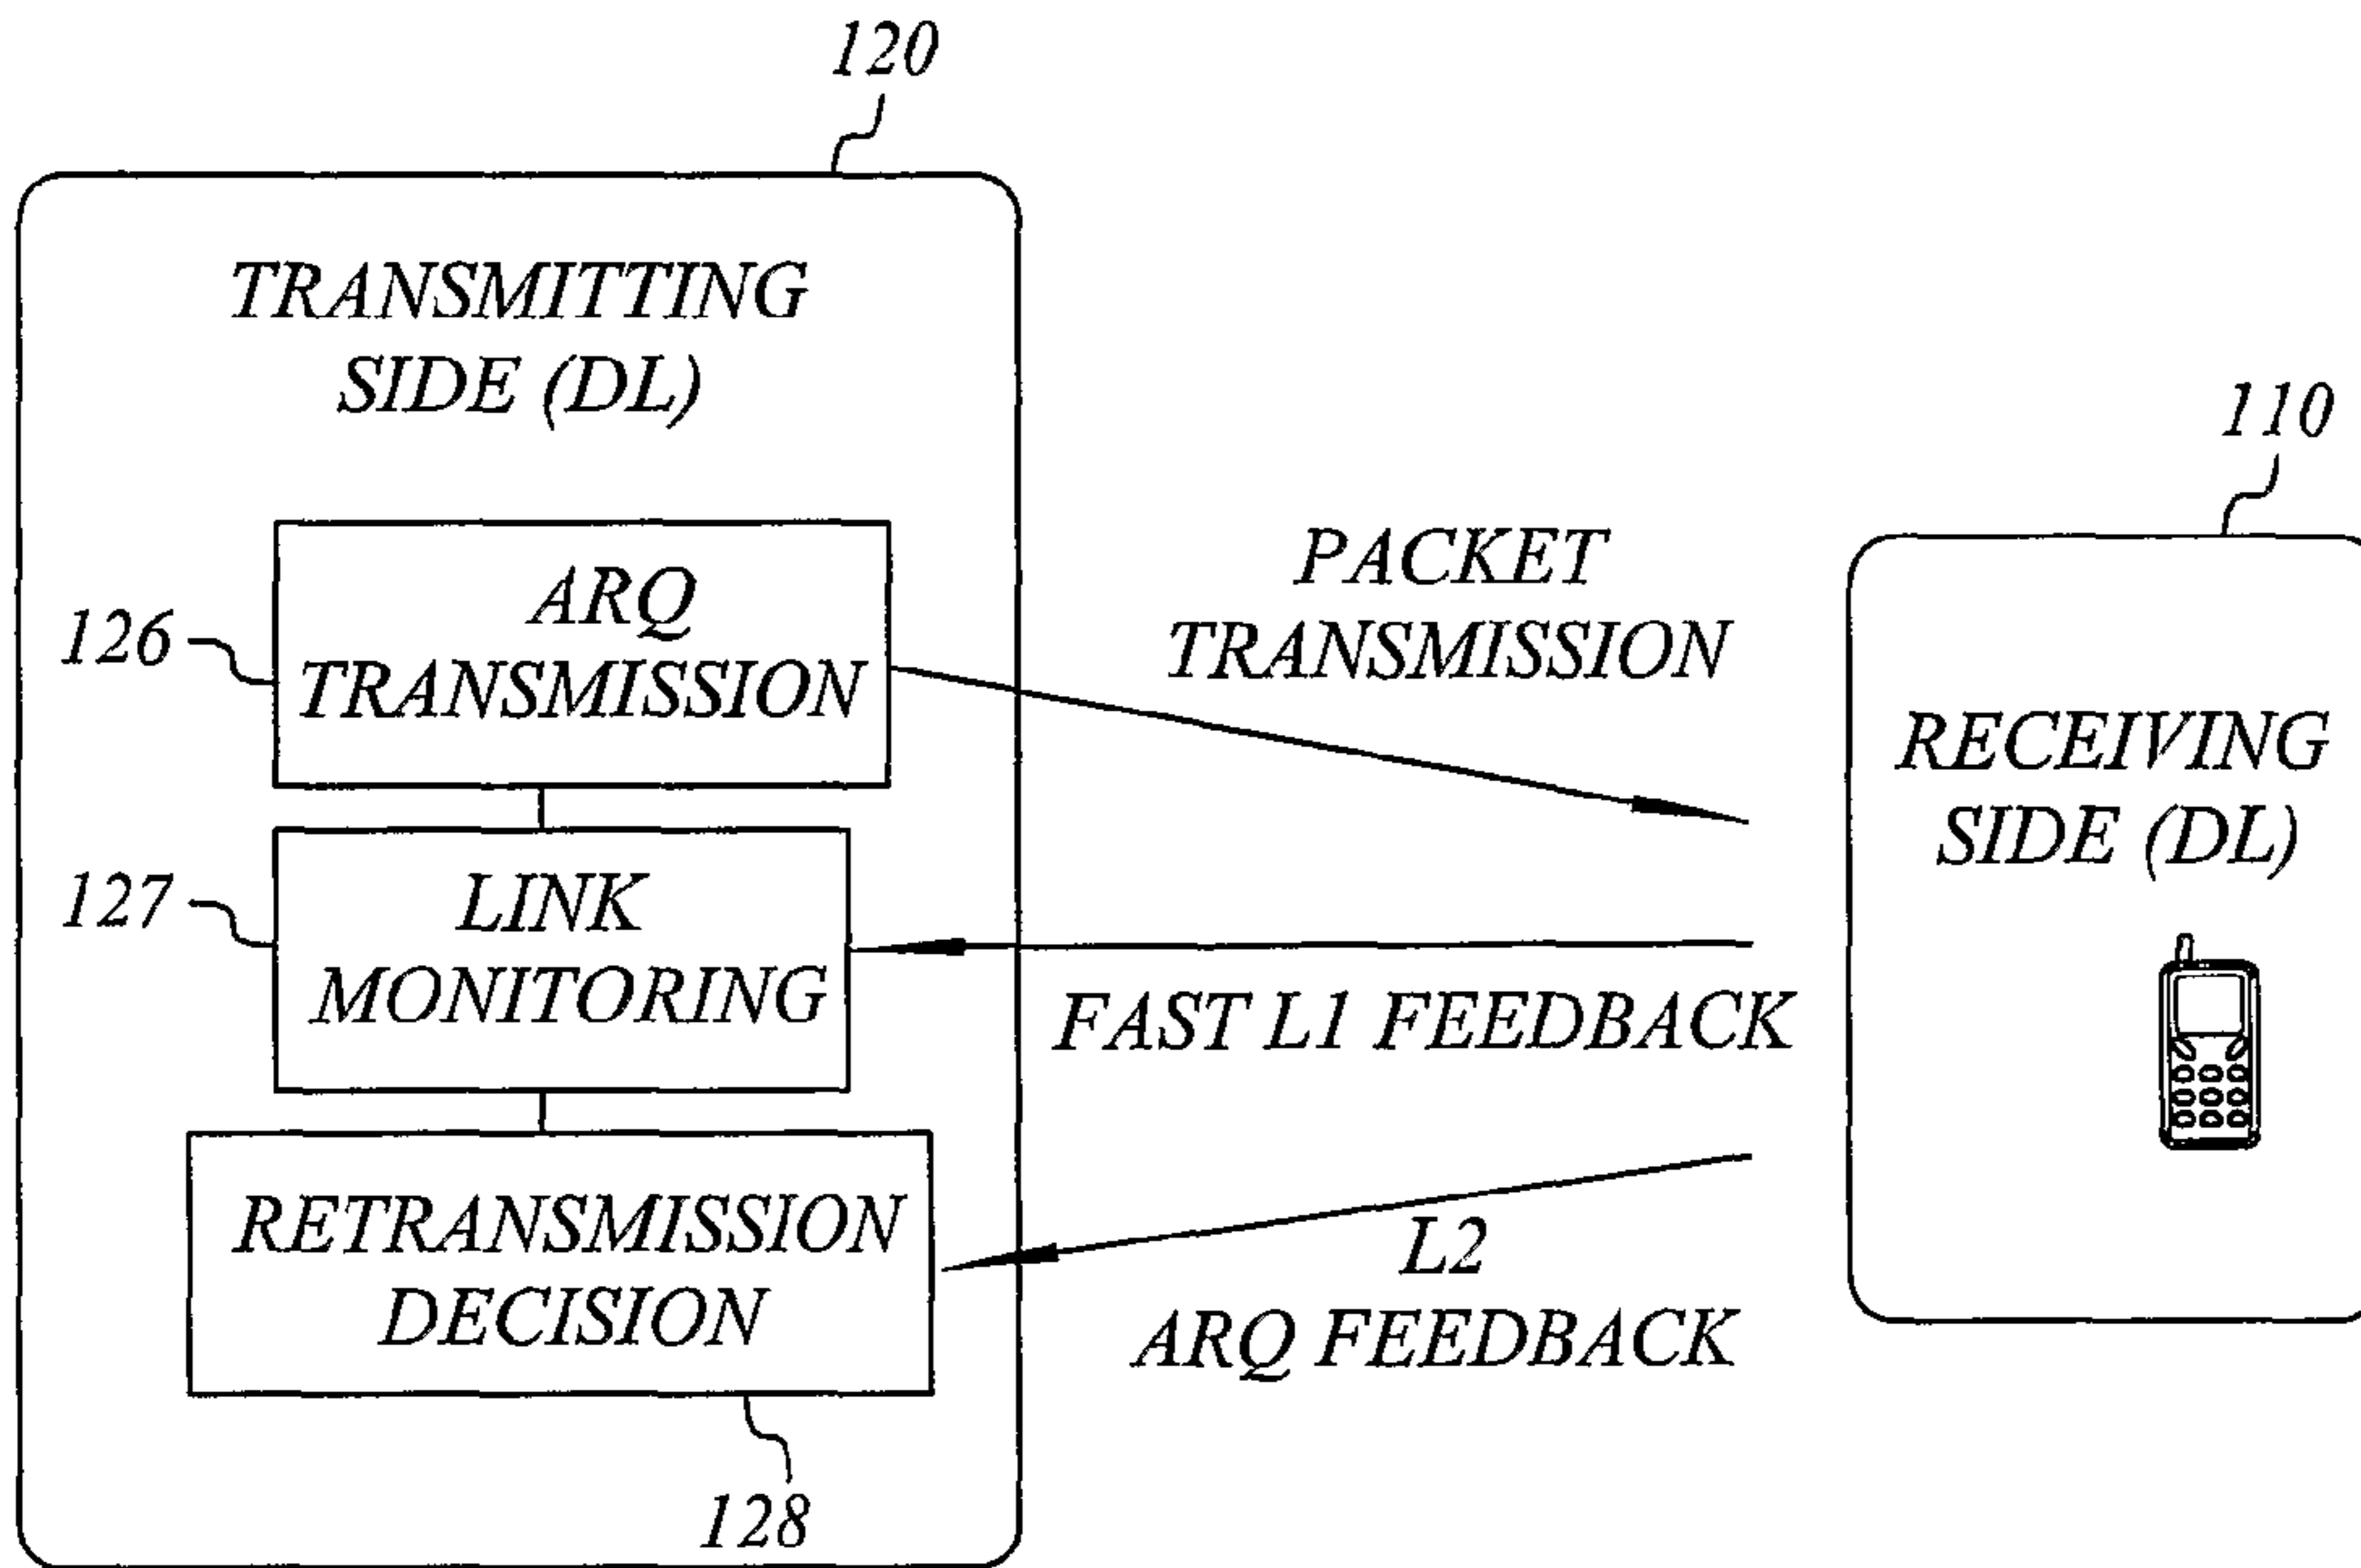 120
TRANSMITTING
SIDE (DL)
126
ARQ
TRANSMISSION
127
LINK
MONITORING
RETRANSMISSION
DECISION
128
PACKET
TRANSMISSION
FAST L1 FEEDBACK
L2
ARQ FEEDBACK
110
RECEIVING
SIDE (DL)